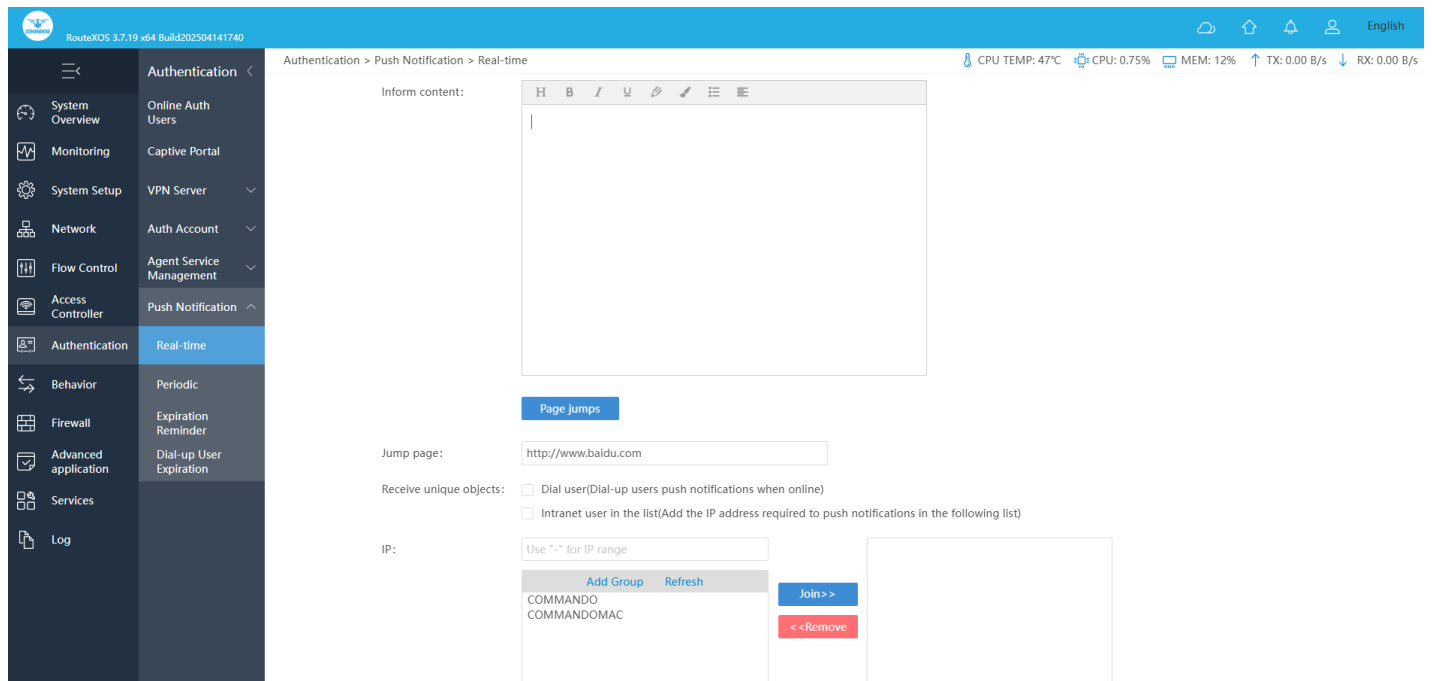 COMMANDO
RouteXOS 3.7.19 x64 Build202504141740
English
Authentication
Authentication > Push Notification > Real-time
CPU TEMP: 47℃ CPU: 0.75% MEM: 12% TX: 0.00 B/s RX: 0.00 B/s
System
Overview
Monitoring
System Setup
Network
Flow Control
Access
Controller
Authentication
Behavior
Firewall
Advanced
application
Services
Log
Online Auth
Users
Captive Portal
VPN Server
Auth Account
Agent Service
Management
Push Notification
Real-time
Periodic
Expiration
Reminder
Dial-up User
Expiration
Inform content:
H B I U
Page jumps
Jump page: http://www.baidu.com
Receive unique objects: Dial user(Dial-up users push notifications when online)
Intranet user in the list(Add the IP address required to push notifications in the following list)
IP: Use "-" for IP range
Add Group Refresh
COMMANDO
COMMANDOMAC
Join>>
<<Remove